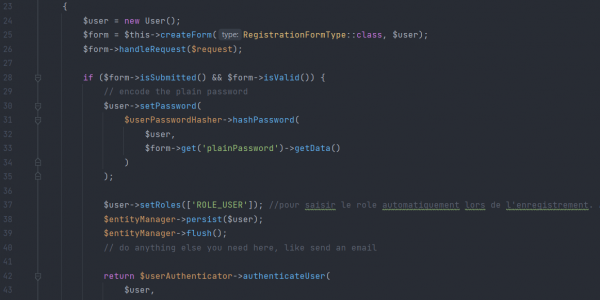 23 {
24 $user = new User();
25 $form = $this->createForm( type: RegistrationFormType::class, $user);
26 $form->handleRequest($request);
27
28 if ($form->isSubmitted() && $form->isValid()) {
29 // encode the plain password
30 $user->setPassword(
31 $userPasswordHasher->hashPassword(
32 $user,
33 $form->get('plainPassword')->getData()
34 )
35 );
36
37 $user->setRoles(['ROLE_USER']); //pour saisir le role automatiquement lors de l'enregistrement.
38 $entityManager->persist($user);
39 $entityManager->flush();
40 // do anything else you need here, like send an email
41
42 return $userAuthenticator->authenticateUser(
43 $user,